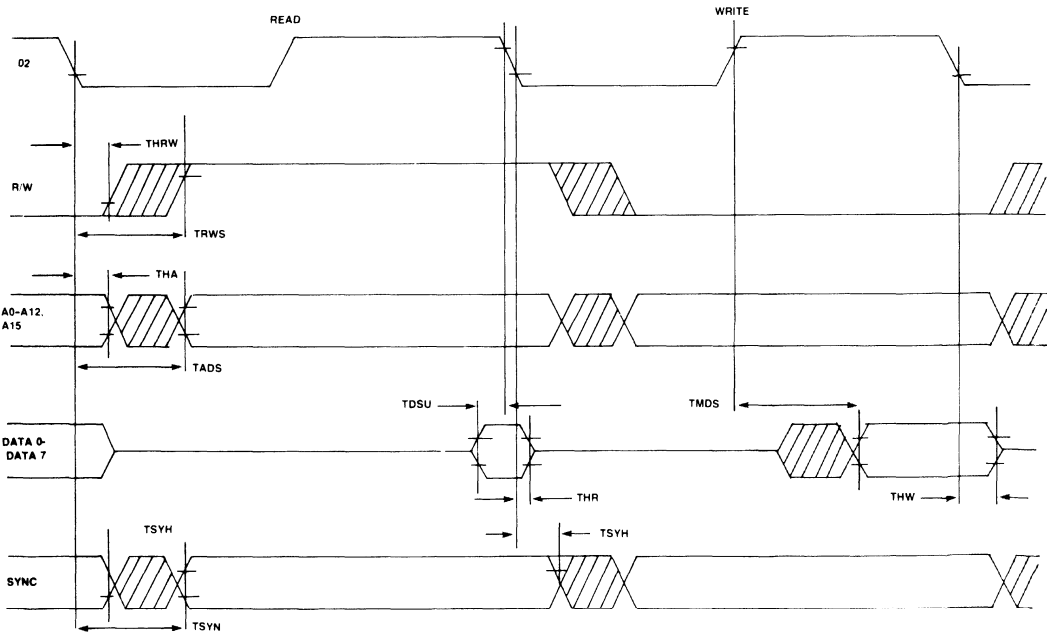 READ
WRITE
02
THRW
R/W
TRWS
THA
A0-A12,
A15
TADS
TDSU
TMDS
DATA 0-
DATA 7
THR
THW
TSYH
TSYH
SYNC
TSYN